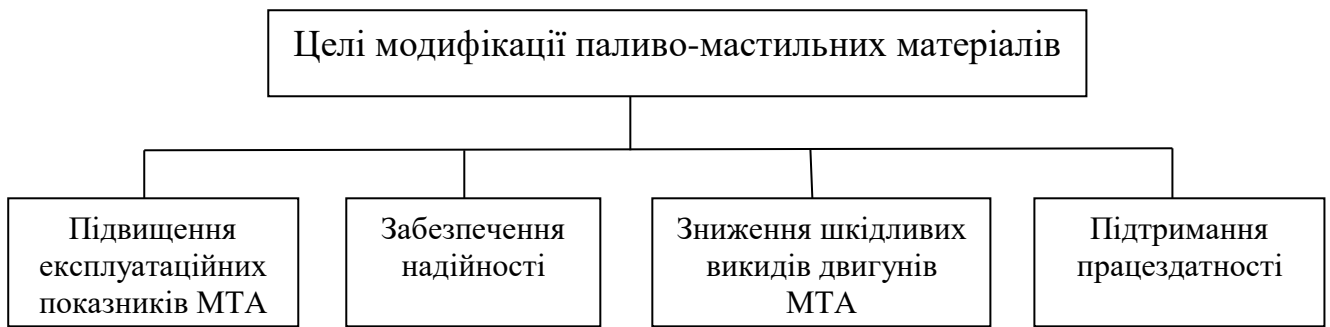 Цілі модифікації паливо-мастильних матеріалів
Підвищення
експлуатаційних
показників МТА
Забезпечення
надійності
Зниження шкідливих
викидів двигунів
МТА
Підтримання
працездатності